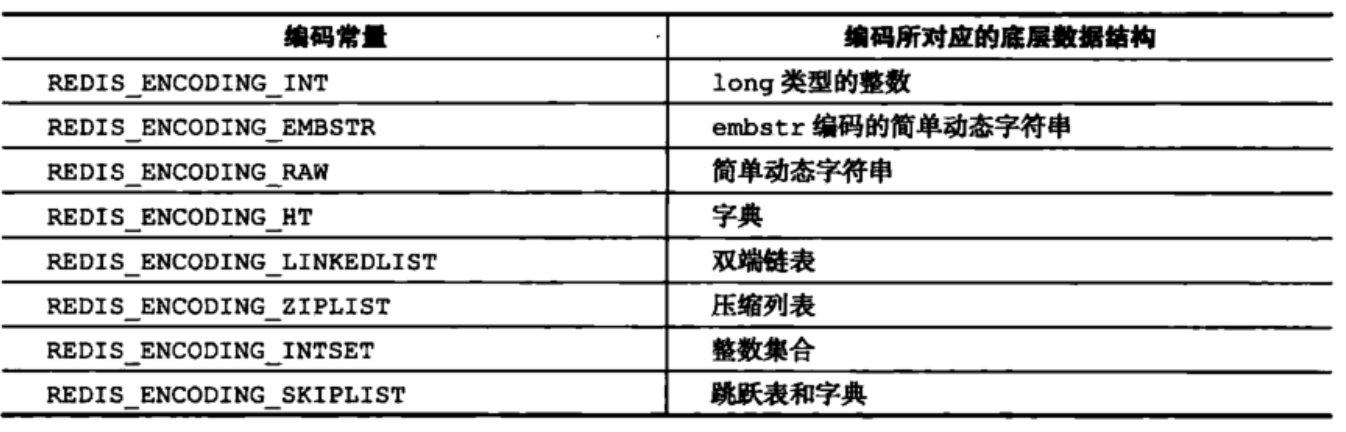 编码常量 编码所对应的底层数据结构
REDIS_ENCODING_INT long 类型的整数
REDIS_ENCODING_EMBSTR embstr 编码的简单动态字符串
REDIS_ENCODING_RAW 简单动态字符串
REDIS_ENCODING_HT 字典
REDIS_ENCODING_LINKEDLIST 双端链表
REDIS_ENCODING_ZIPLIST 压缩列表
REDIS_ENCODING_INTSET 整数集合
REDIS_ENCODING_SKIPLIST 跳跃表和字典